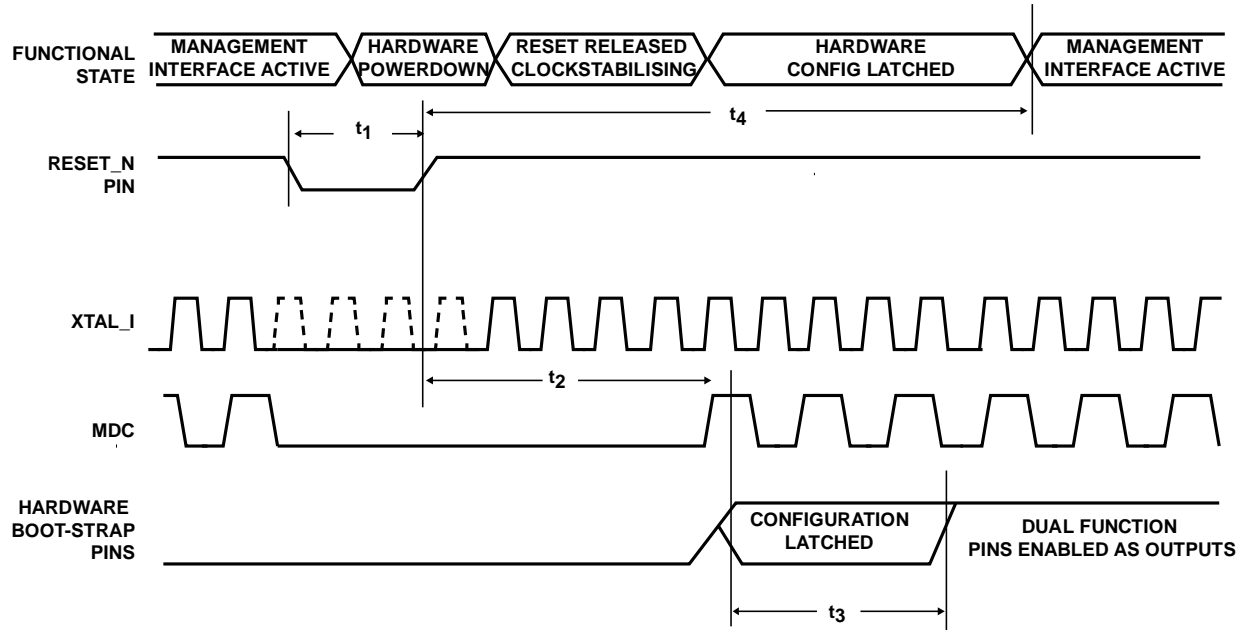 FUNCTIONAL
STATE
MANAGEMENT
INTERFACE ACTIVE
HARDWARE
POWERDOWN
RESET RELEASED
CLOCKSTABILISING
HARDWARE
CONFIG LATCHED
MANAGEMENT
INTERFACE ACTIVE
t1
t4
RESET_N
PIN
XTAL_I
t2
MDC
HARDWARE
BOOT-STRAP
PINS
CONFIGURATION
LATCHED
DUAL FUNCTION
PINS ENABLED AS OUTPUTS
t3